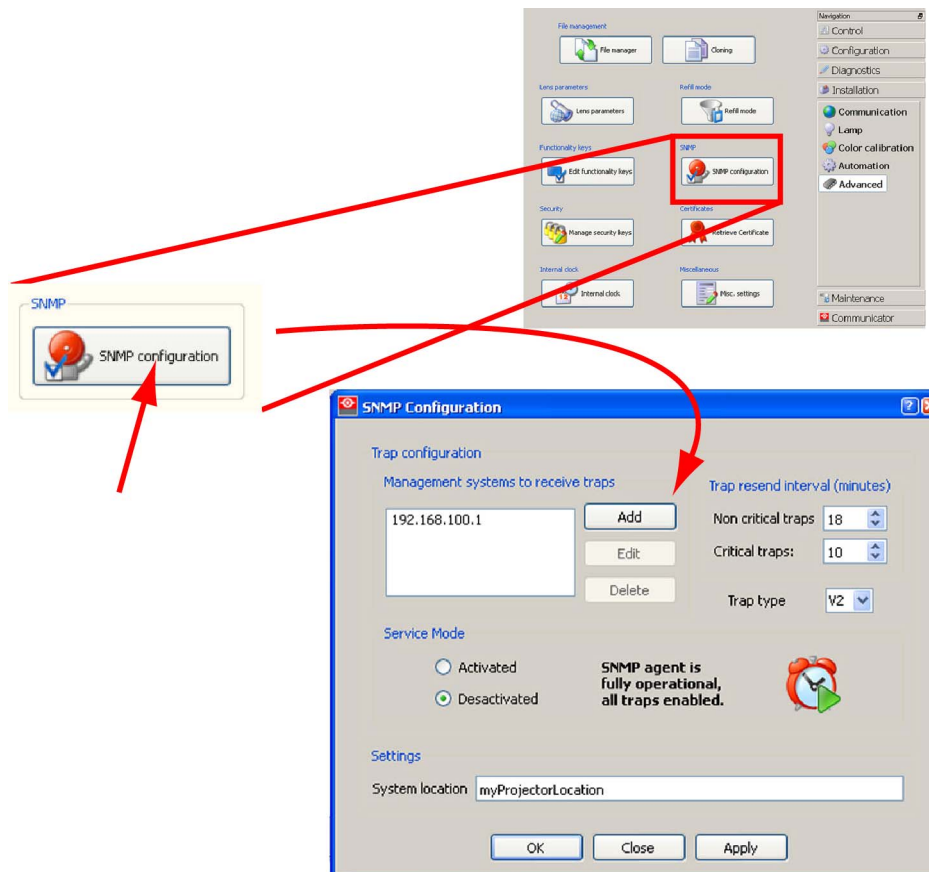 File management
File manager
Cloning
Lens parameters
Refill mode
Lens parameters
Refill mode
Functionality keys
SNMP
Edit functionality keys
SNMP configuration
Security
Certificates
Manage security keys
Retrieve Certificate
Internal clock
Miscellaneous
12
Internal clock
Misc. settings
Navigation
Control
Configuration
Diagnostics
Installation
Communication
Lamp
Color calibration
Automation
Advanced
Maintenance
Communicator
SNMP
SNMP configuration
SNMP Configuration
Trap configuration
Management systems to receive traps
Trap resend interval (minutes)
192.168.100.1
Add
Non critical traps 18
Edit
Critical traps: 10
Delete
Trap type V2
Service Mode
Activated
Desactivated
SNMP agent is
fully operational,
all traps enabled.
Settings
System location myProjectorLocation
OK Close Apply